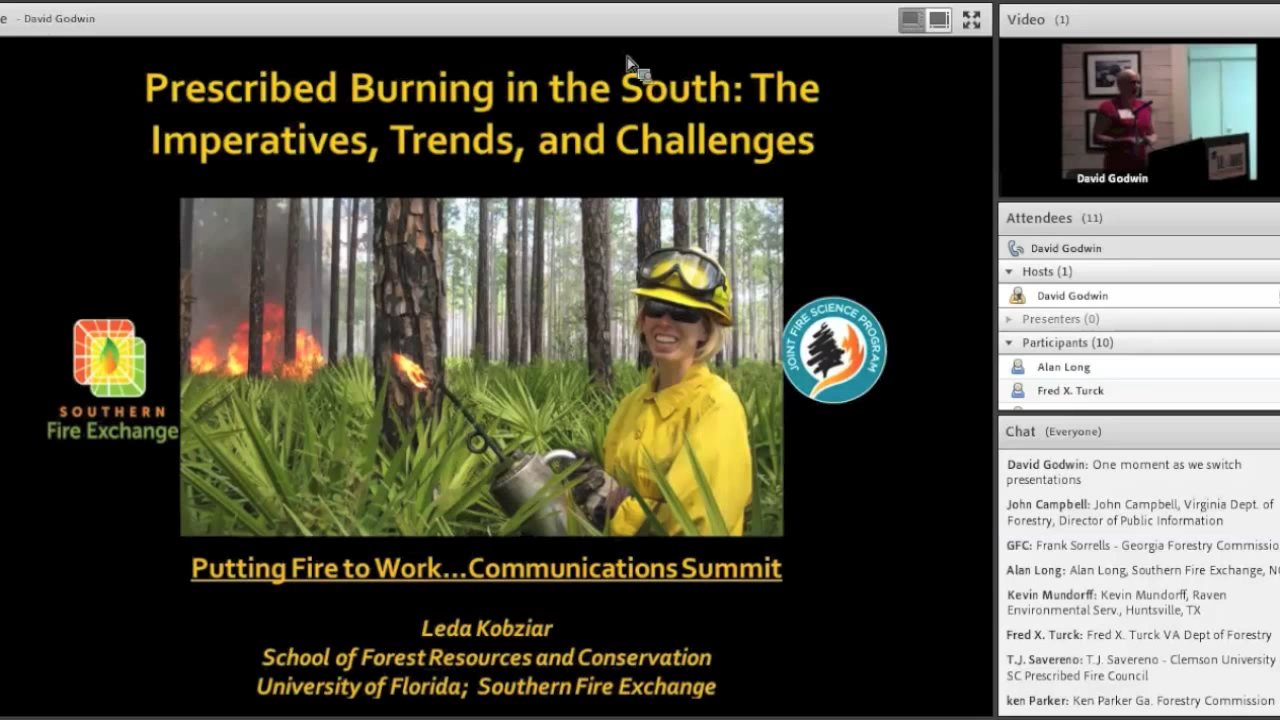 e - David Godwin
Prescribed Burning in the South: The
Imperatives, Trends, and Challenges
SOUTHERN
Fire Exchange
JOINT FIRE SCIENCE PROGRAM
Putting Fire to Work...Communications Summit
Leda Kobziar
School of Forest Resources and Conservation
University of Florida; Southern Fire Exchange
Video (1)
David Godwin
Attendees (11)
David Godwin
Hosts (1)
David Godwin
Presenters (0)
Participants (10)
Alan Long
Fred X. Turck
Chat (Everyone)
David Godwin: One moment as we switch
presentations
John Campbell: John Campbell, Virginia Dept. of
Forestry, Director of Public Information
GFC: Frank Sorrells - Georgia Forestry Commissio
Alan Long: Alan Long, Southern Fire Exchange, NC
Kevin Mundorff: Kevin Mundorff, Raven
Environmental Serv., Huntsville, TX
Fred X. Turck: Fred X. Turck VA Dept of Forestry
T.J. Savereno: T.J. Savereno - Clemson University
SC Prescribed Fire Council
ken Parker: Ken Parker Ga. Forestry Commission